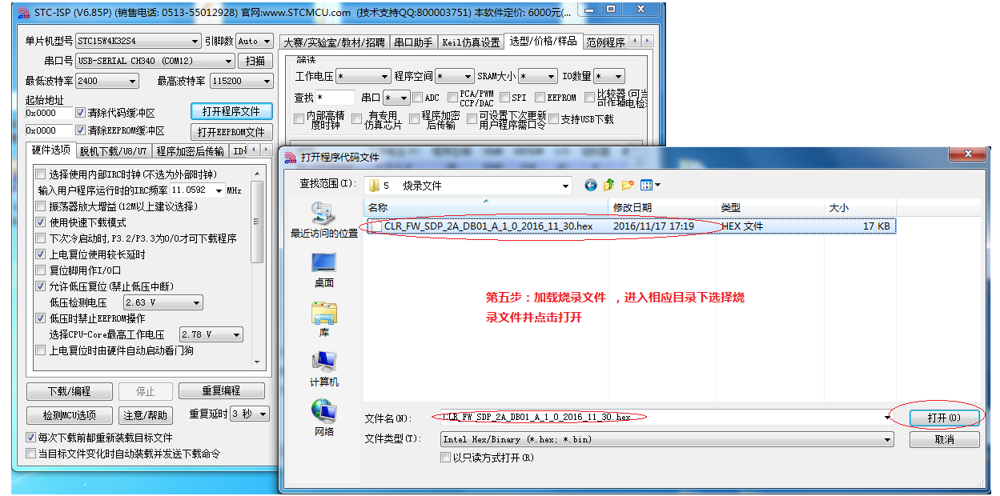 STC-ISP (V6.85P) (销售电话: 0513-55012928) 官网:www.STCMCU.com (技术支持QQ:800003751) 本软件定价: 6000元(...
单片机型号 STC15W4K32S4 引脚数 Auto
串口号 USB-SERIAL CH340 (COM12) 扫描
最低波特率 2400 最高波特率 115200
起始地址
0x0000 清除代码缓冲区 打开程序文件
0x0000 清除EEPROM缓冲区 打开EEPROM文件
硬件选项 脱机下载/U8/U7 程序加密后传输
选择使用内部IRC时钟(不选为外部时钟)
输入用户程序运行时的IRC频率 11.0592 MHz
振荡器放大增益(12M以上建议选择)
使用快速下载模式
下次冷启动时,P3.2/P3.3为0/0才可下载程序
上电复位使用较长延时
复位脚用作I/O口
允许低压复位(禁止低压中断)
低压检测电压 2.63 V
低压时禁止EEPROM操作
选择CPU-Core最高工作电压 2.78 V
上电复位时由硬件自动启动看门狗
下载/编程 停止 重复编程
检测MCU选项 注意/帮助 重复延时 3 秒
每次下载前都重新装载目标文件
当目标文件变化时自动装载并发送下载命令
大赛/实验室/教材/招聘 串口助手 Keil仿真设置 选型/价格/样品 范例程序
筛选
工作电压 * 程序空间 * SRAM大小 * IO数量 *
查找 * 串口 * ADC PCA/PWM CCP/DAC SPI EEPROM 比较器(可当
可作掉电检
内部高精度时钟 有专用仿真芯片 程序加密后传输 可设置下次更新用户程序需口令 支持USB下载
打开程序代码文件
查找范围(I): 5 烧录文件
最近访问的位置
桌面
库
计算机
网络
名称 修改日期 类型 大小
CLR_FW_SDP_2A_DB01_A_1_0_2016_11_30.hex 2016/11/17 17:19 HEX 文件 17 KB
第五步：加载烧录文件 ，进入相应目录下选择烧
录文件并点击打开
文件名(N): CLR_FW_SDP_2A_DB01_A_1_0_2016_11_30.hex 打开(O)
文件类型(T): Intel Hex/Binary (*.hex; *.bin) 取消
以只读方式打开(R)